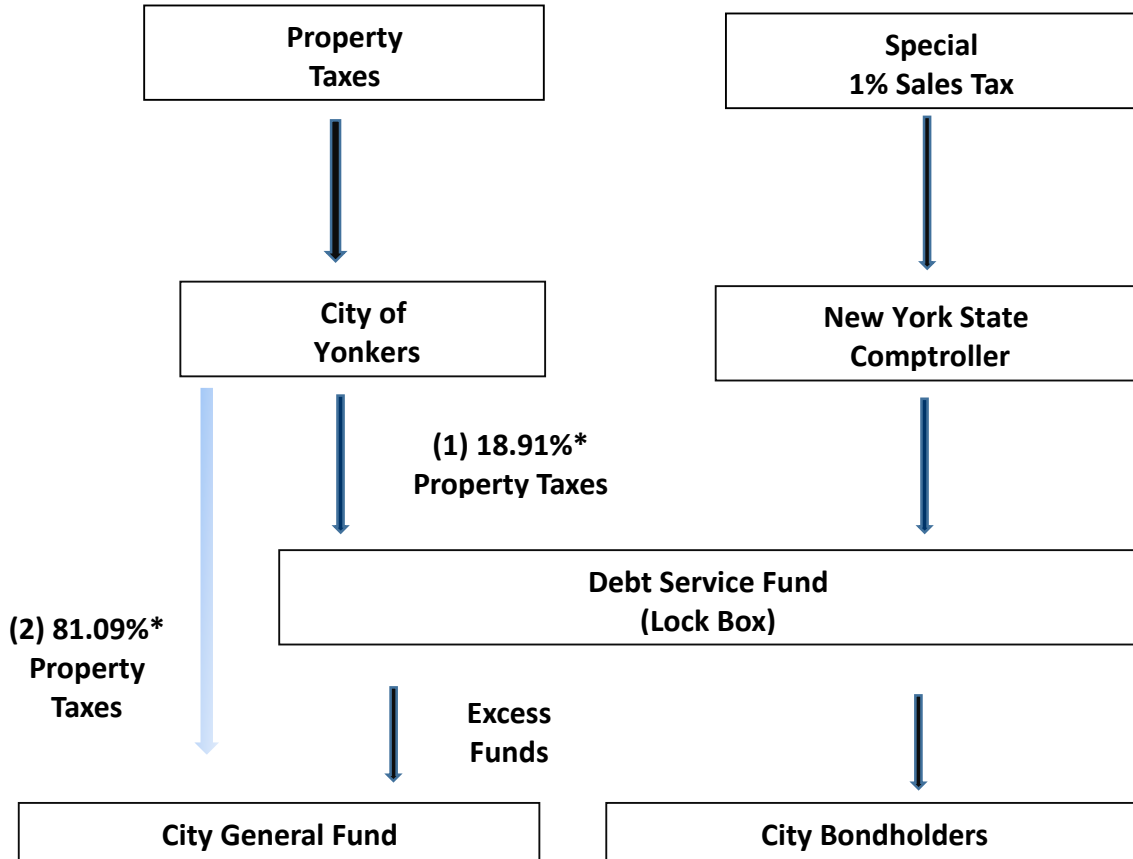 Property
Taxes
Special
1% Sales Tax
City of
Yonkers
New York State
Comptroller
(1) 18.91%*
Property Taxes
Debt Service Fund
(Lock Box)
(2) 81.09%*
Property
Taxes
Excess
Funds
City General Fund
City Bondholders